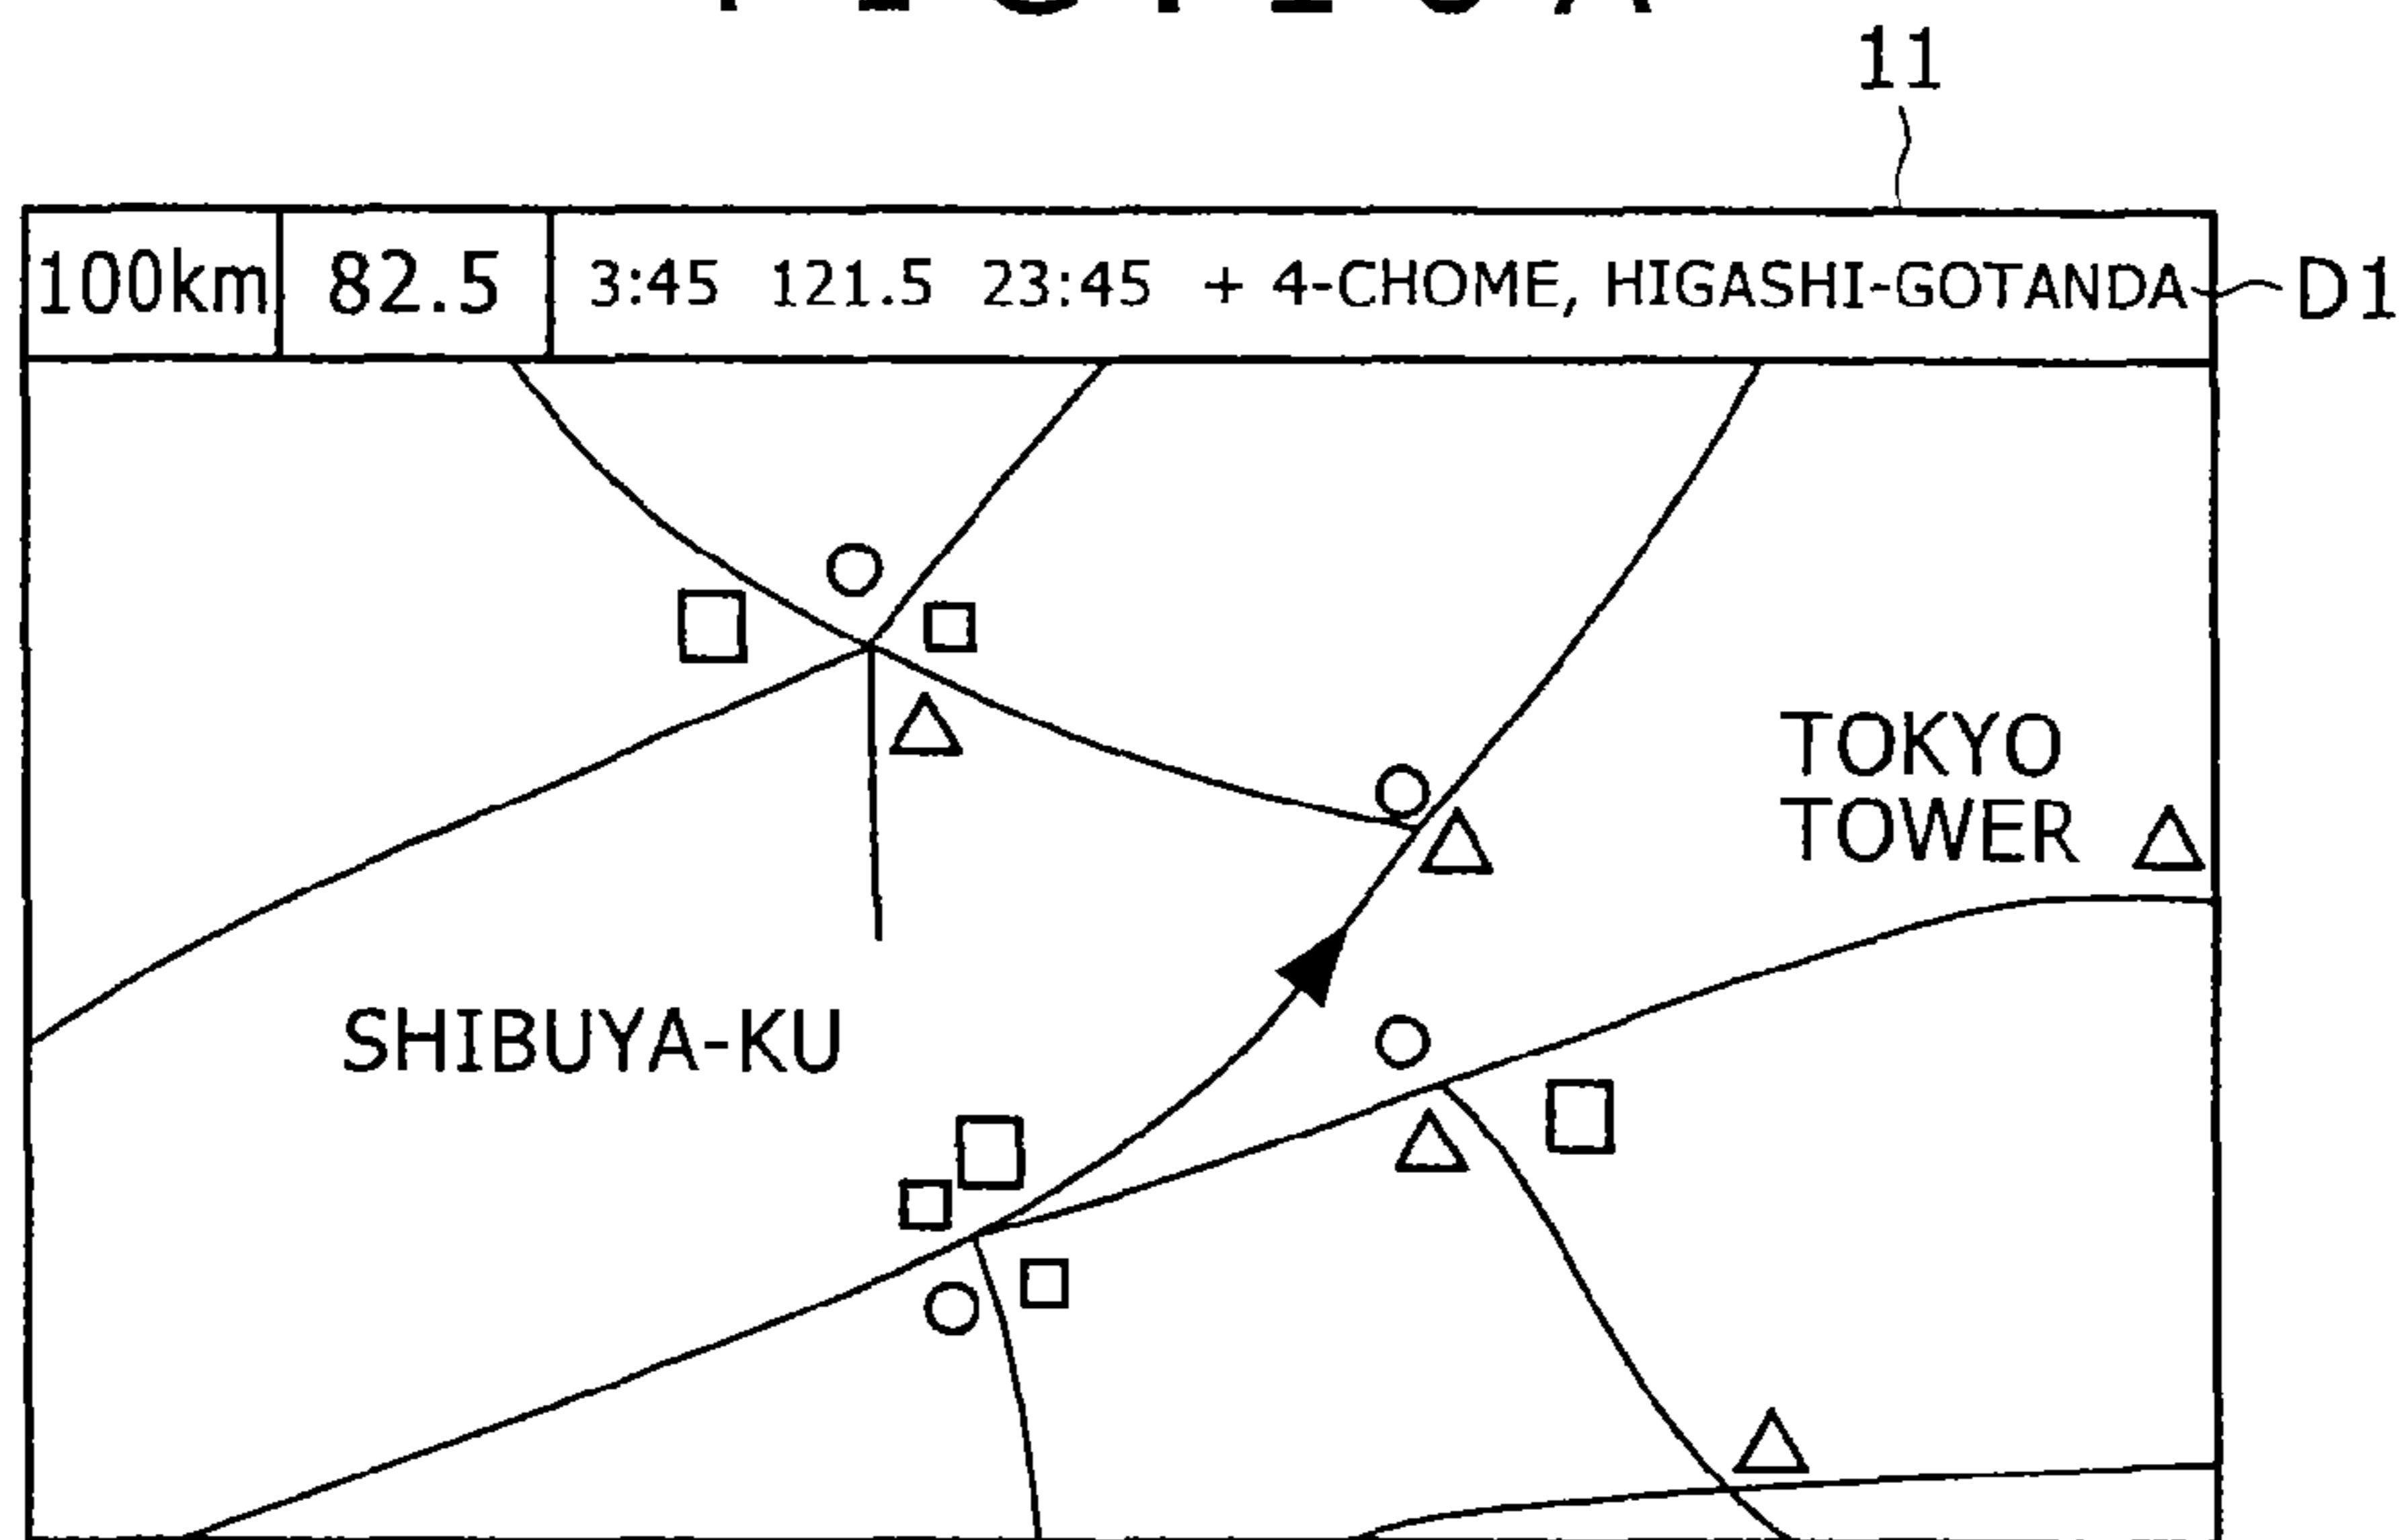 11
100km 82.5 3:45 121.5 23:45 + 4-CHOME, HIGASHI-GOTANDA D1
TOKYO
TOWER
SHIBUYA-KU